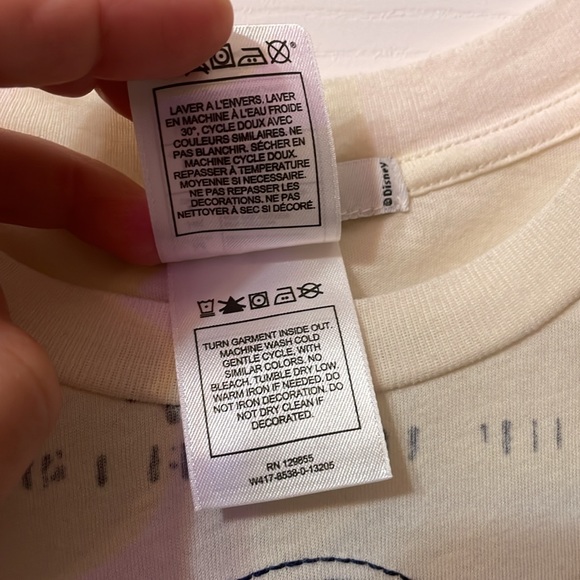 LAVER A L'ENVERS. LAVER
EN MACHINE À L'EAU FROIDE
30°, CYCLE DOUX AVEC
COULEURS SIMILAIRES. NE
PAS BLANCHIR. SÉCHER EN
MACHINE CYCLE DOUX.
REPASSER À TEMPERATURE
MOYENNE SI NECESSAIRE.
NE PAS REPASSER LES
DECORATIONS. NE PAS
NETTOYER À SEC SI DÉCORÉ.
©Disney
TURN GARMENT INSIDE OUT.
MACHINE WASH COLD
GENTLE CYCLE, WITH
SIMILAR COLORS. NO
BLEACH. TUMBLE DRY LOW.
WARM IRON IF NEEDED. DO
NOT IRON DECORATION. DO
NOT DRY CLEAN IF
DECORATED.
RN 129855
W417-8538-0-13205